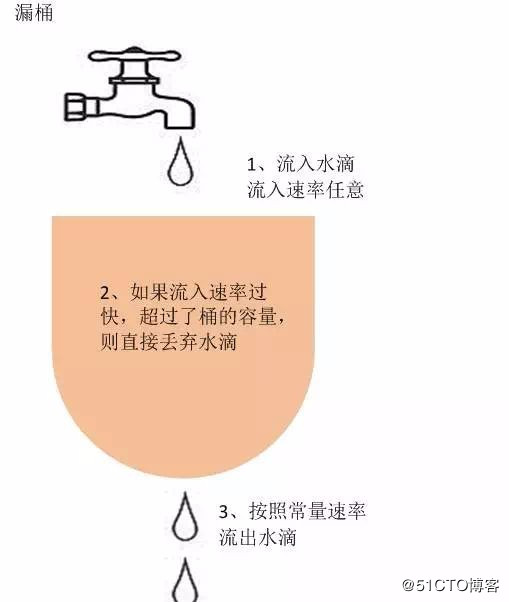 漏桶
1、流入水滴
流入速率任意
2、如果流入速率过
快，超过了桶的容量，
则直接丢弃水滴
3、按照常量速率
流出水滴
@51CTO博客